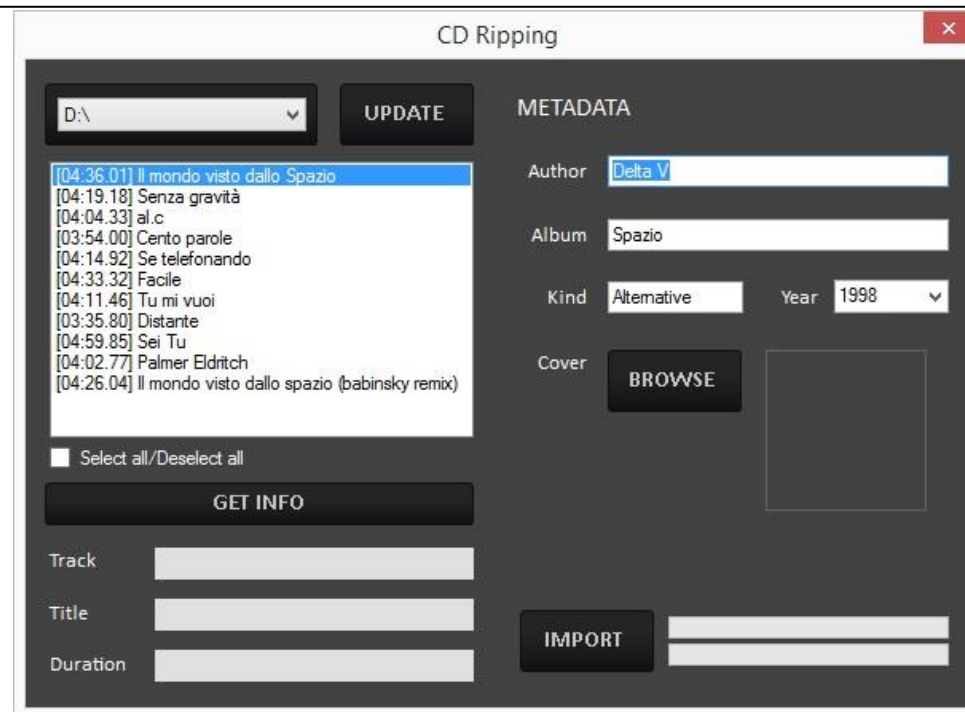 CD Ripping
D:\
UPDATE
[04:36.01] Il mondo visto dallo Spazio
[04:19.18] Senza gravità
[04:04.33] al.c
[03:54.00] Cento parole
[04:14.92] Se telefonando
[04:33.32] Facile
[04:11.46] Tu mi vuoi
[03:35.80] Distante
[04:59.85] Sei Tu
[04:02.77] Palmer Eldritch
[04:26.04] Il mondo visto dallo spazio (babinsky remix)
Select all/Deselect all
GET INFO
Track
Title
Duration
METADATA
Author Delta V
Album Spazio
Kind Alternative Year 1998
Cover BROWSE
IMPORT